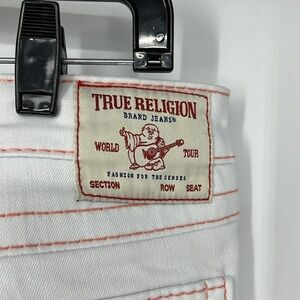 TRUE RELIGION
BRAND JEANS®
WORLD TOUR
FASHION FOR THE SENSES
SECTION ROW SEAT